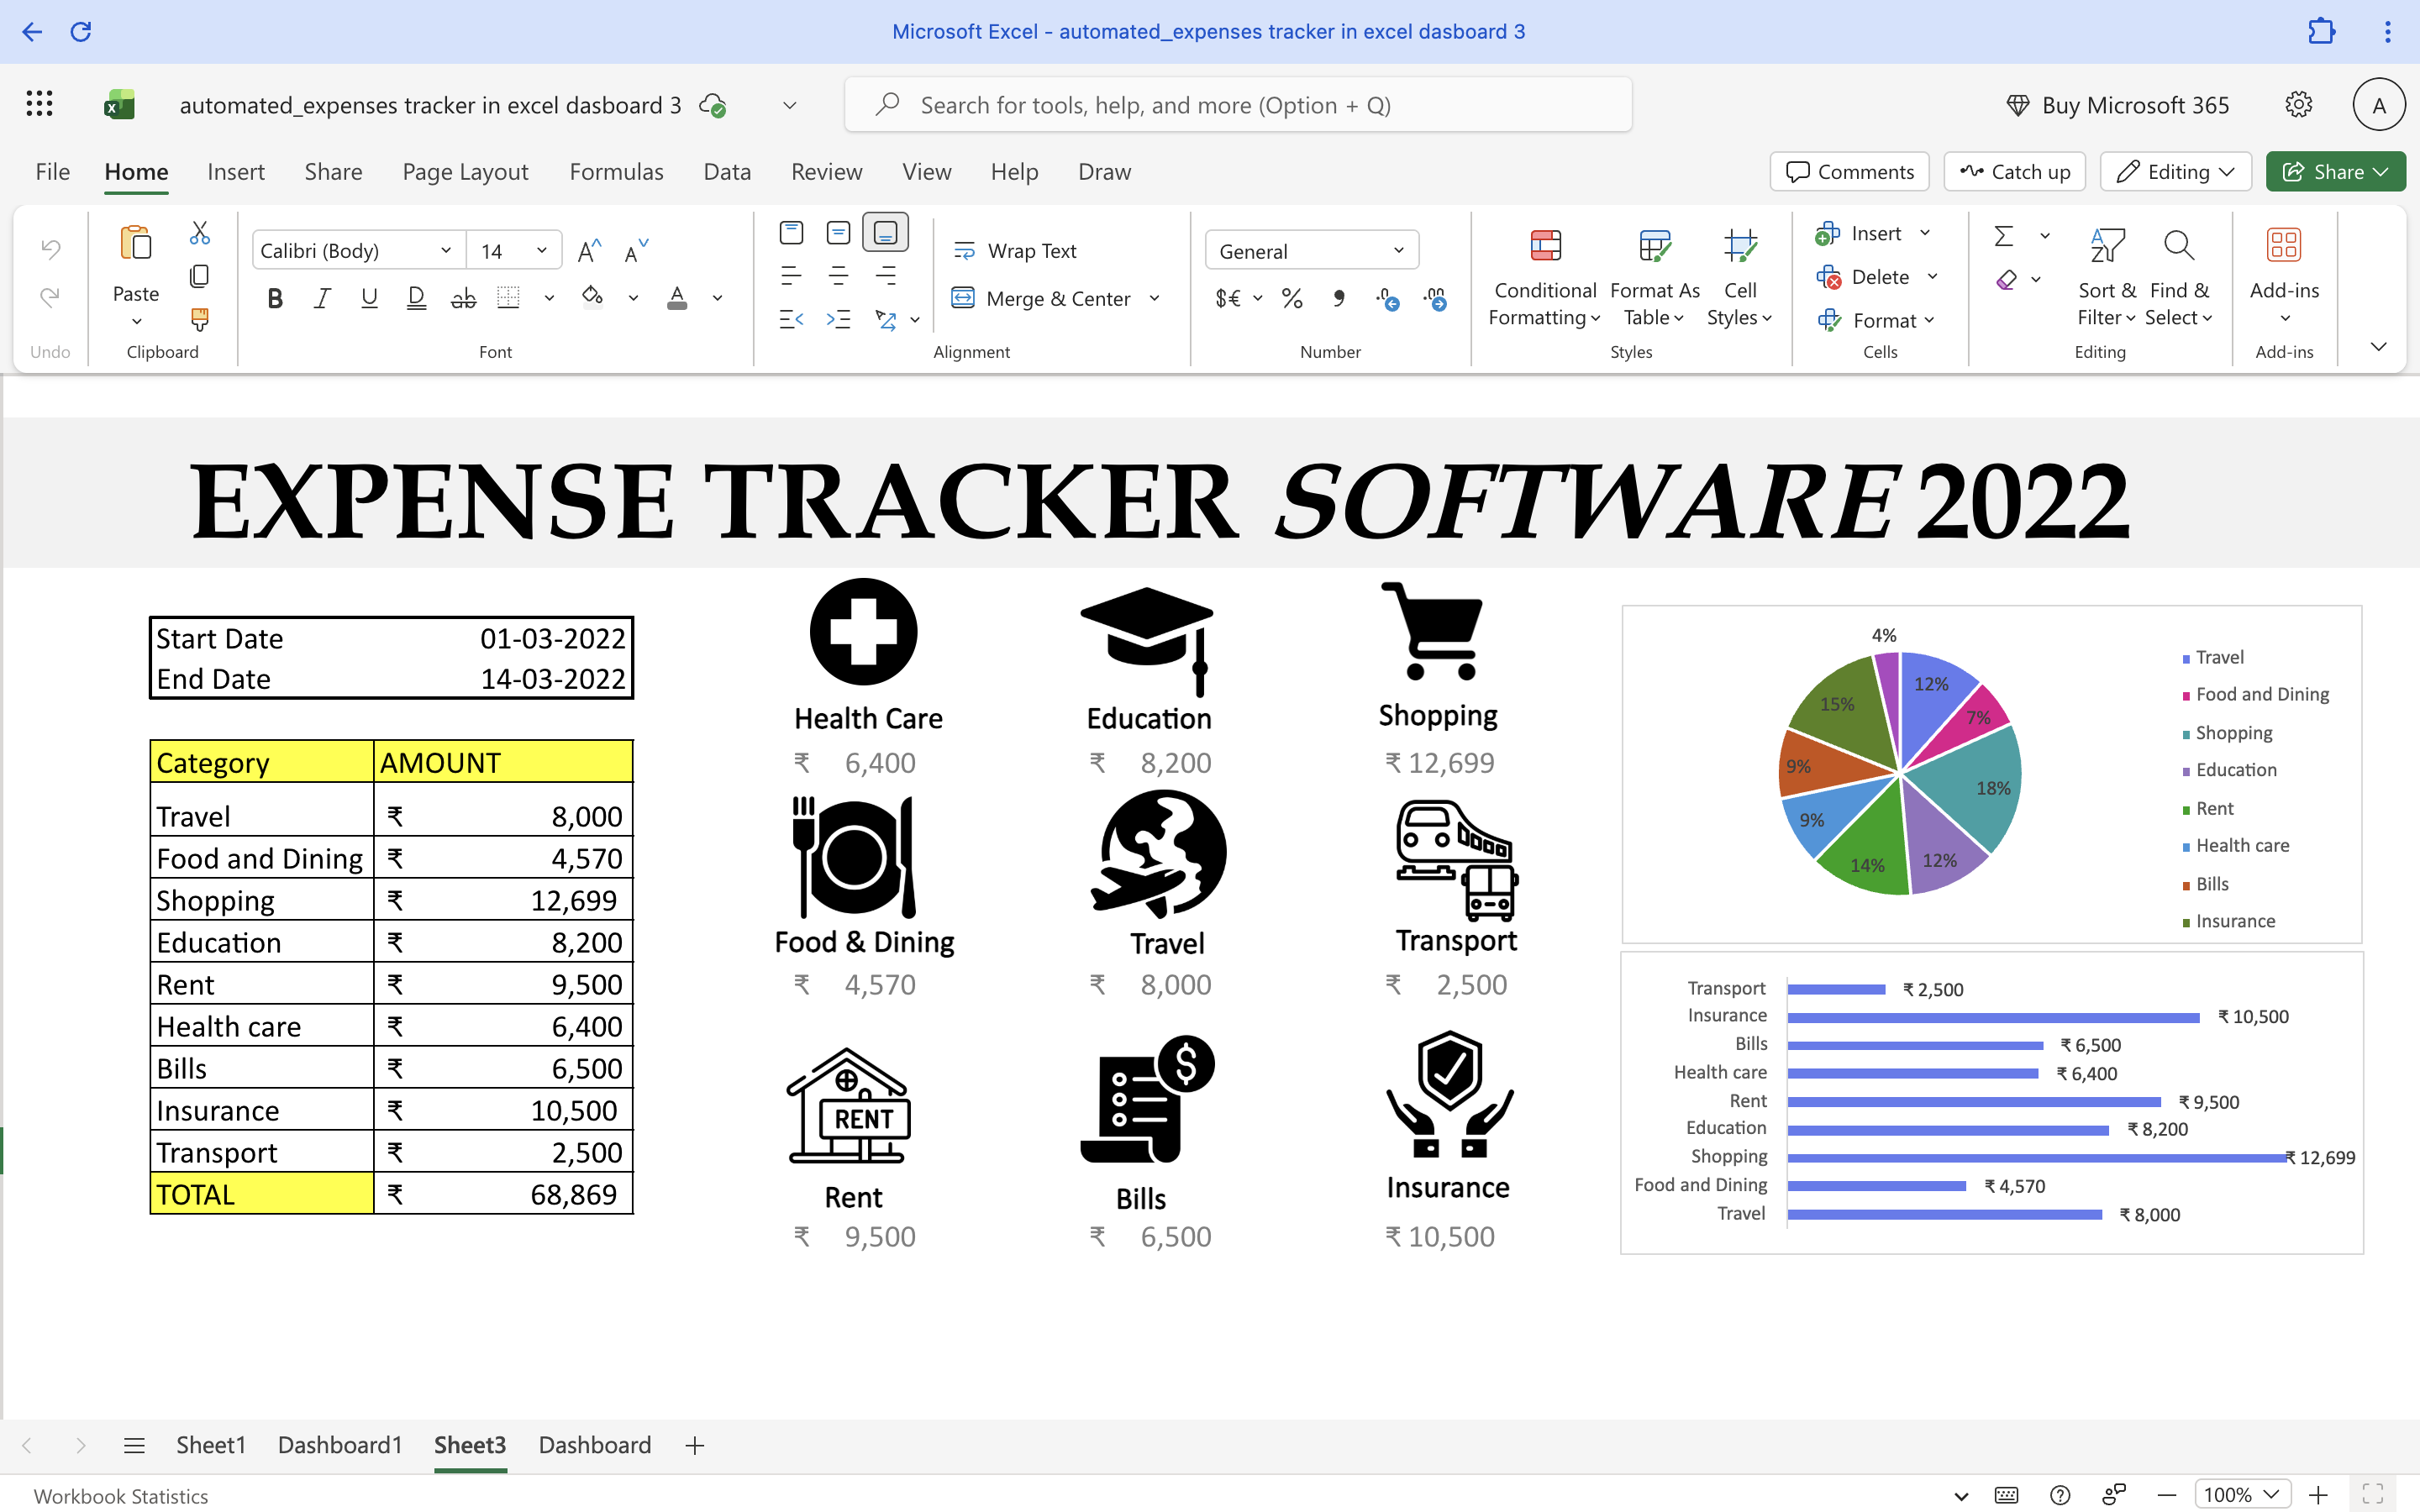 Microsoft Excel - automated_expenses tracker in excel dasboard 3
automated_expenses tracker in excel dasboard 3
Search for tools, help, and more (Option + Q)
Buy Microsoft 365
A
File Home Insert Share Page Layout Formulas Data Review View Help Draw
Comments Catch up Editing Share
Paste
Calibri (Body) 14
Wrap Text
Merge & Center
General
Conditional Formatting
Format As Table
Cell Styles
Insert
Delete
Format
Sort & Filter
Find & Select
Add-ins
Undo Clipboard Font Alignment Number Styles Cells Editing Add-ins
EXPENSE TRACKER SOFTWARE 2022
Start Date 01-03-2022
End Date 14-03-2022
Category AMOUNT
Travel ₹ 8,000
Food and Dining ₹ 4,570
Shopping ₹ 12,699
Education ₹ 8,200
Rent ₹ 9,500
Health care ₹ 6,400
Bills ₹ 6,500
Insurance ₹ 10,500
Transport ₹ 2,500
TOTAL ₹ 68,869
Health Care Education Shopping
₹ 6,400 ₹ 8,200 ₹ 12,699
Food & Dining Travel Transport
₹ 4,570 ₹ 8,000 ₹ 2,500
RENT
$
Rent Bills Insurance
₹ 9,500 ₹ 6,500 ₹ 10,500
4%
12%
7%
18%
12%
14%
9%
9%
15%
Travel
Food and Dining
Shopping
Education
Rent
Health care
Bills
Insurance
Transport ₹ 2,500
Insurance ₹ 10,500
Bills ₹ 6,500
Health care ₹ 6,400
Rent ₹ 9,500
Education ₹ 8,200
Shopping ₹ 12,699
Food and Dining ₹ 4,570
Travel ₹ 8,000
Sheet1 Dashboard1 Sheet3 Dashboard
Workbook Statistics
100%